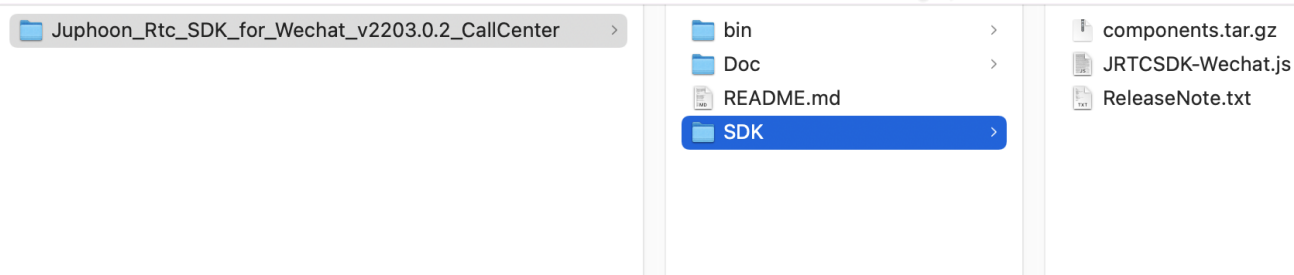 Juphoon_Rtc_SDK_for_Wechat_v2203.0.2_CallCenter
bin
Doc
README.md
SDK
components.tar.gz
JRTCSDK-Wechat.js
ReleaseNote.txt